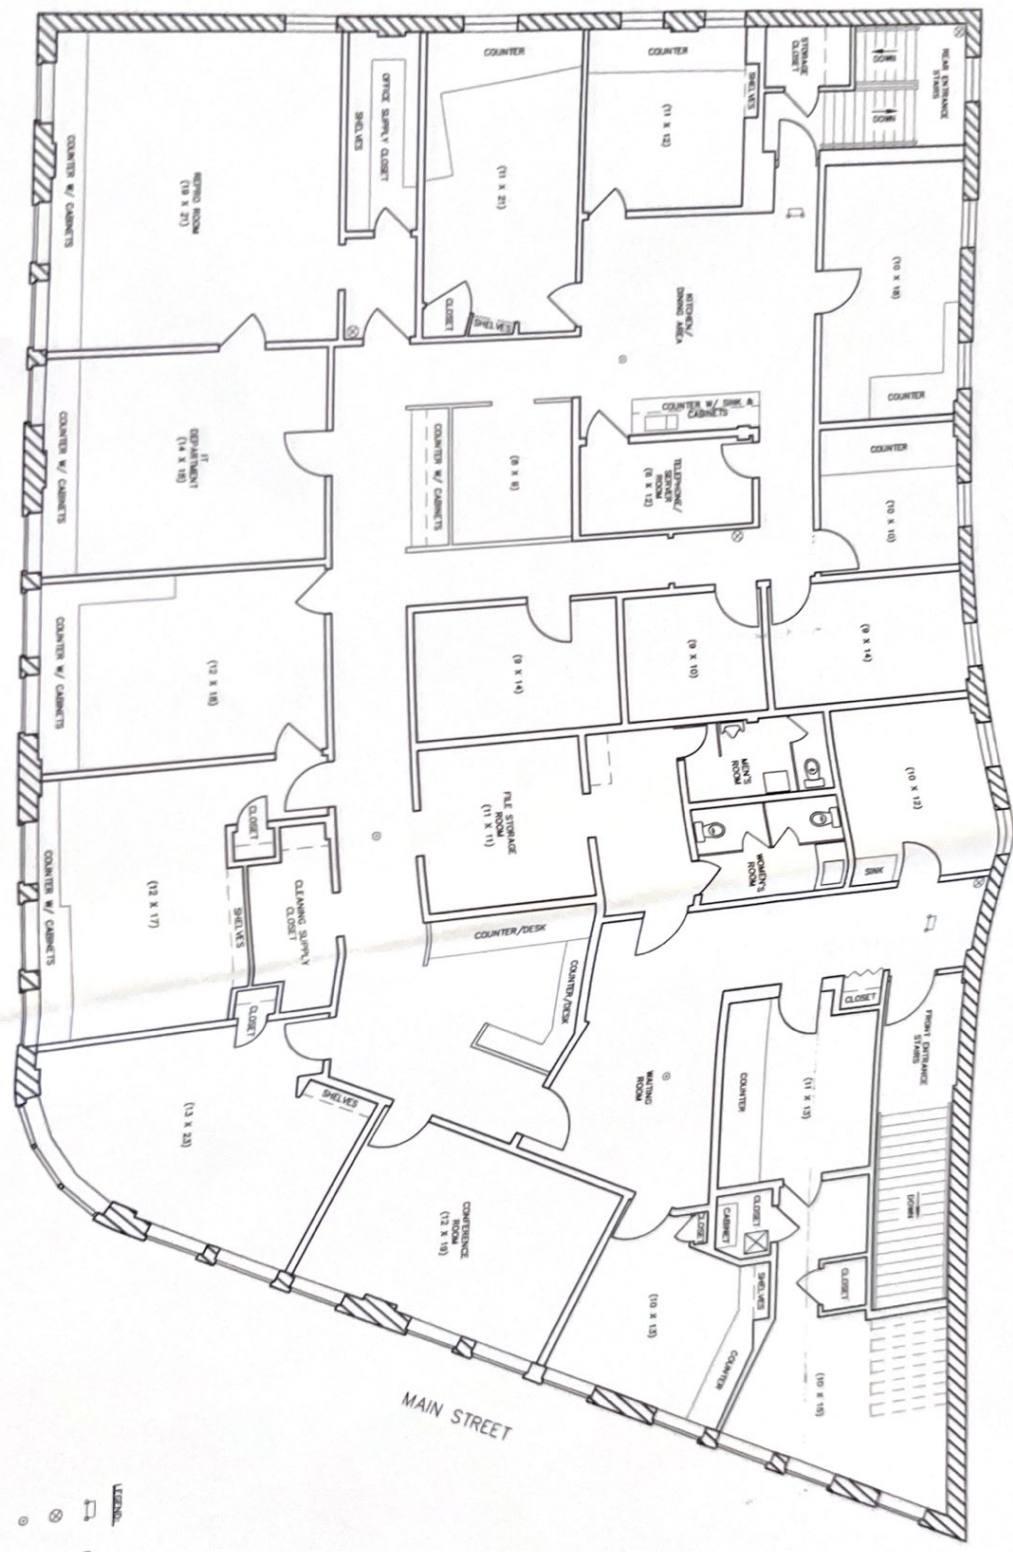 COUNTER
COUNTER
STORAGE
CLOSET
DOWN
DOWN
REAR ENTRANCE
STAIRS
OFFICE SUPPLY CLOSET
SHELVES
SHELVES
(11 X 12)
COUNTER W/ CABINETS
REPRO ROOM
(19 X 21)
(11 X 21)
(10 X 18)
KITCHEN/
DINING AREA
CLOSET
SHELVES
COUNTER
COUNTER W/ SINK &
CABINETS
COUNTER
COUNTER W/ CABINETS
IT
DEPARTMENT
(14 X 18)
COUNTER W/ CABINETS
(8 X 9)
TELEPHONE/
SERVER
ROOM
(8 X 12)
(10 X 10)
COUNTER W/ CABINETS
(12 X 18)
(9 X 14)
(9 X 10)
(9 X 14)
MEN'S
ROOM
(10 X 12)
FILE STORAGE
ROOM
(11 X 11)
CLOSET
WOMEN'S
ROOM
SINK
COUNTER W/ CABINETS
(12 X 17)
SHELVES
CLEANING SUPPLY
CLOSET
COUNTER/DESK
COUNTER/DESK
CLOSET
CLOSET
FRONT ENTRANCE
STAIRS
WAITING
ROOM
COUNTER
(11 X 13)
SHELVES
(13 X 23)
CONFERENCE
ROOM
(12 X 19)
CLOSET
CABINET
CLOSET
DOWN
CLOSET
SHELVES
(10 X 13)
COUNTER
(10 X 15)
MAIN STREET
LEGEND: